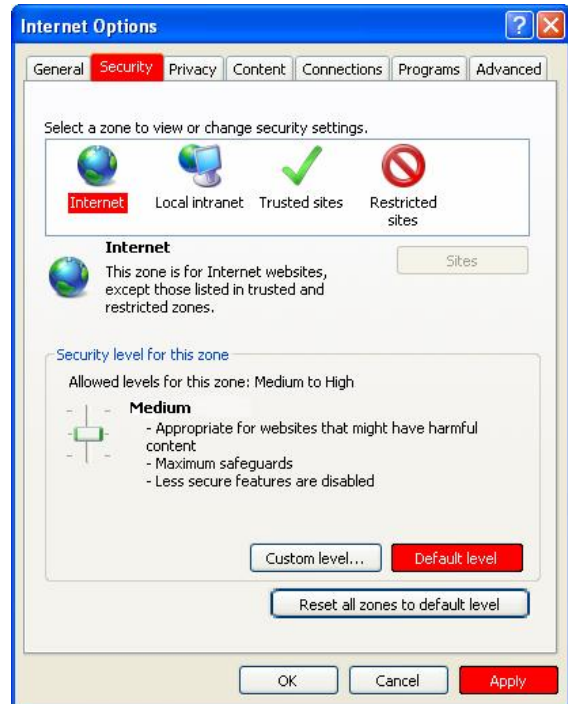 Internet Options
General Security Privacy Content Connections Programs Advanced
Select a zone to view or change security settings.
Internet Local intranet Trusted sites Restricted
sites
Internet
Sites
This zone is for Internet websites,
except those listed in trusted and
restricted zones.
Security level for this zone
Allowed levels for this zone: Medium to High
Medium
- Appropriate for websites that might have harmful
content
- Maximum safeguards
- Less secure features are disabled
Custom level... Default level
Reset all zones to default level
OK Cancel Apply